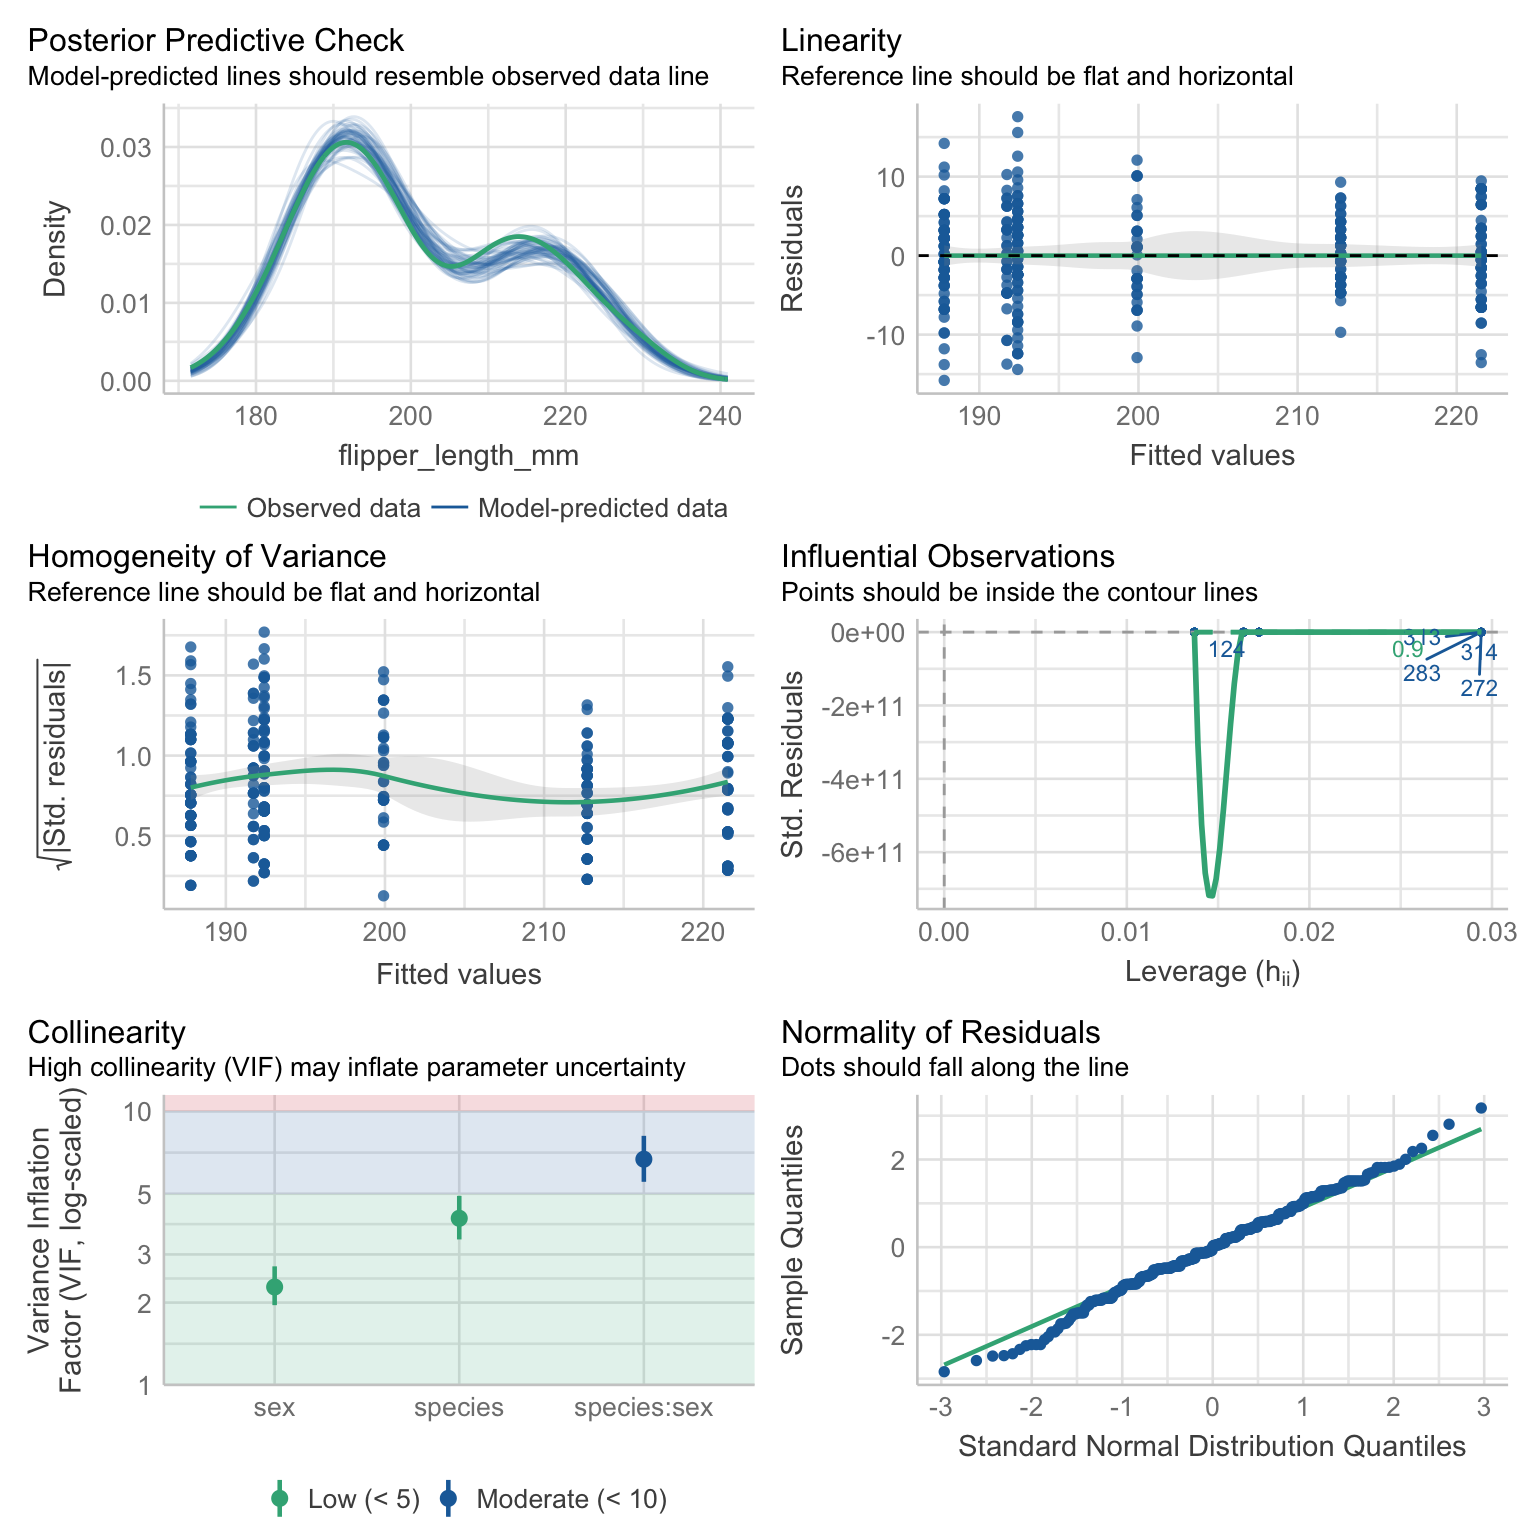 Posterior Predictive Check
Model-predicted lines should resemble observed data line
Density
0.03
0.02
0.01
0.00
180 200 220 240
flipper_length_mm
Observed data Model-predicted data
Linearity
Reference line should be flat and horizontal
Residuals
10
0
-10
190 200 210 220
Fitted values
Homogeneity of Variance
Reference line should be flat and horizontal
√|Std. residuals|
1.5
1.0
0.5
190 200 210 220
Fitted values
Influential Observations
Points should be inside the contour lines
Std. Residuals
0e+00
-2e+11
-4e+11
-6e+11
124
313
0.9
314
283
272
0.00 0.01 0.02 0.03
Leverage (hᵢᵢ)
Collinearity
High collinearity (VIF) may inflate parameter uncertainty
Variance Inflation
Factor (VIF, log-scaled)
10
5
3
2
1
sex species species:sex
Low (< 5) Moderate (< 10)
Normality of Residuals
Dots should fall along the line
Sample Quantiles
2
0
-2
-3 -2 -1 0 1 2 3
Standard Normal Distribution Quantiles